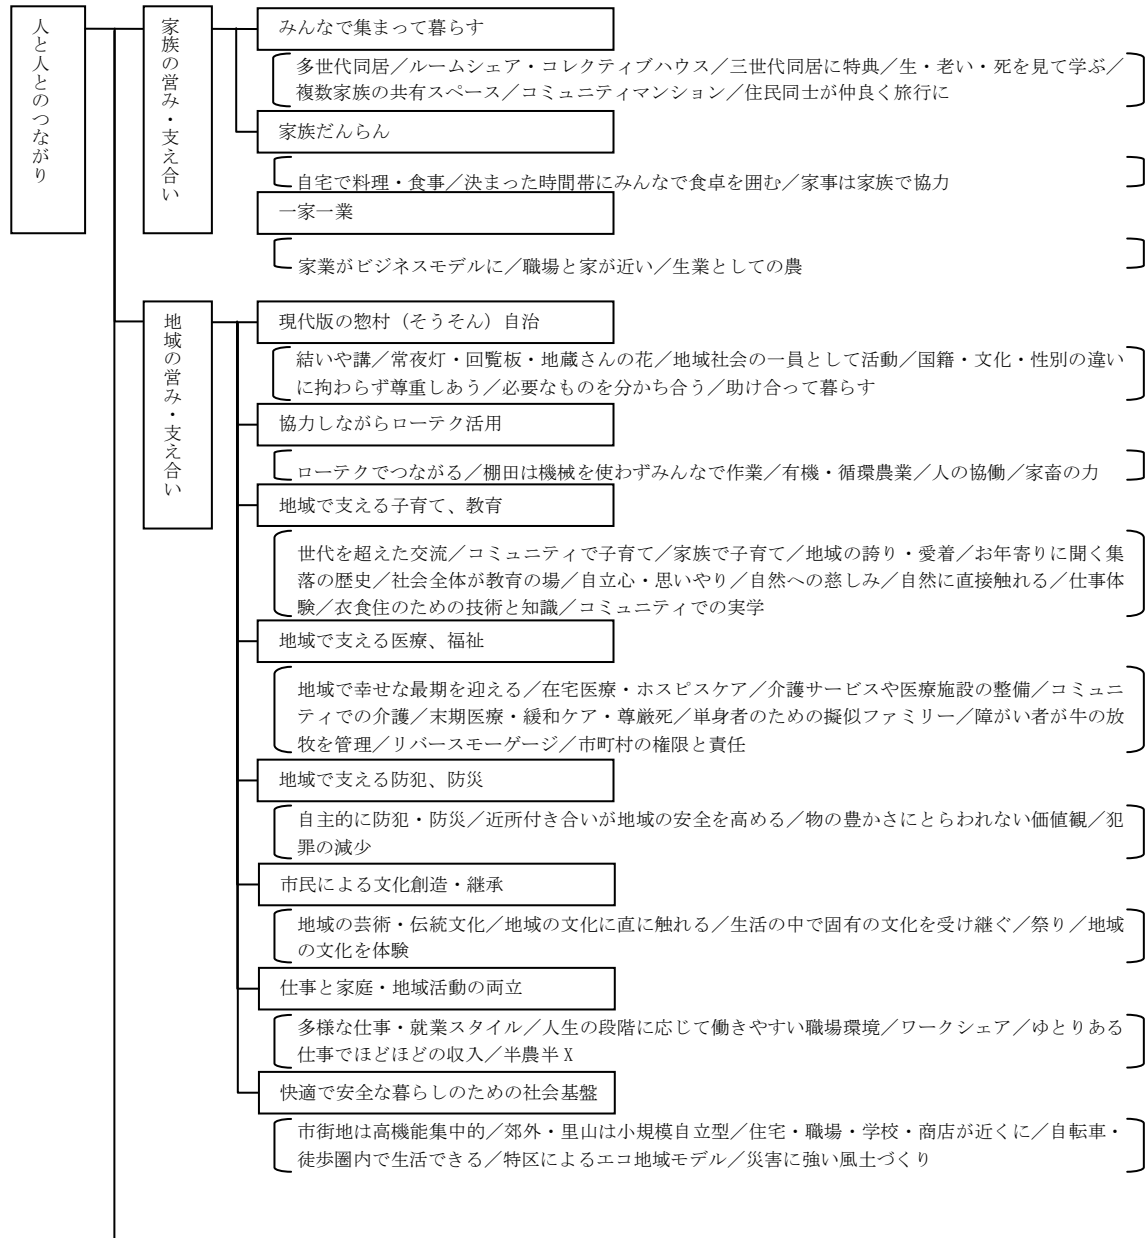 人と人とのつながり
家族の営み・支え合い
みんなで集まって暮らす
多世代同居／ルームシェア・コレクティブハウス／三世代同居に特典／生・老い・死を見て学ぶ／
複数家族の共有スペース／コミュニティマンション／住民同士が仲良く旅行に
家族だんらん
自宅で料理・食事／決まった時間帯にみんなで食卓を囲む／家事は家族で協力
一家一業
家業がビジネスモデルに／職場と家が近い／生業としての農
地域の営み・支え合い
現代版の惣村（そうそん）自治
結いや講／常夜灯・回覧板・地蔵さんの花／地域社会の一員として活動／国籍・文化・性別の違い
に拘わらず尊重しあう／必要なものを分かち合う／助け合って暮らす
協力しながらローテク活用
ローテクでつながる／棚田は機械を使わずみんなで作業／有機・循環農業／人の協働／家畜の力
地域で支える子育て、教育
世代を超えた交流／コミュニティで子育て／家族で子育て／地域の誇り・愛着／お年寄りに聞く集
落の歴史／社会全体が教育の場／自立心・思いやり／自然への慈しみ／自然に直接触れる／仕事体
験／衣食住のための技術と知識／コミュニティでの実学
地域で支える医療、福祉
地域で幸せな最期を迎える／在宅医療・ホスピスケア／介護サービスや医療施設の整備／コミュニ
ティでの介護／末期医療・緩和ケア・尊厳死／単身者のための擬似ファミリー／障がい者が牛の放
牧を管理／リバースモーゲージ／市町村の権限と責任
地域で支える防犯、防災
自主的に防犯・防災／近所付き合いが地域の安全を高める／物の豊かさにとらわれない価値観／犯
罪の減少
市民による文化創造・継承
地域の芸術・伝統文化／地域の文化に直に触れる／生活の中で固有の文化を受け継ぐ／祭り／地域
の文化を体験
仕事と家庭・地域活動の両立
多様な仕事・就業スタイル／人生の段階に応じて働きやすい職場環境／ワークシェア／ゆとりある
仕事でほどほどの収入／半農半 X
快適で安全な暮らしのための社会基盤
市街地は高機能集中的／郊外・里山は小規模自立型／住宅・職場・学校・商店が近くに／自転車・
徒歩圏内で生活できる／特区によるエコ地域モデル／災害に強い風土づくり